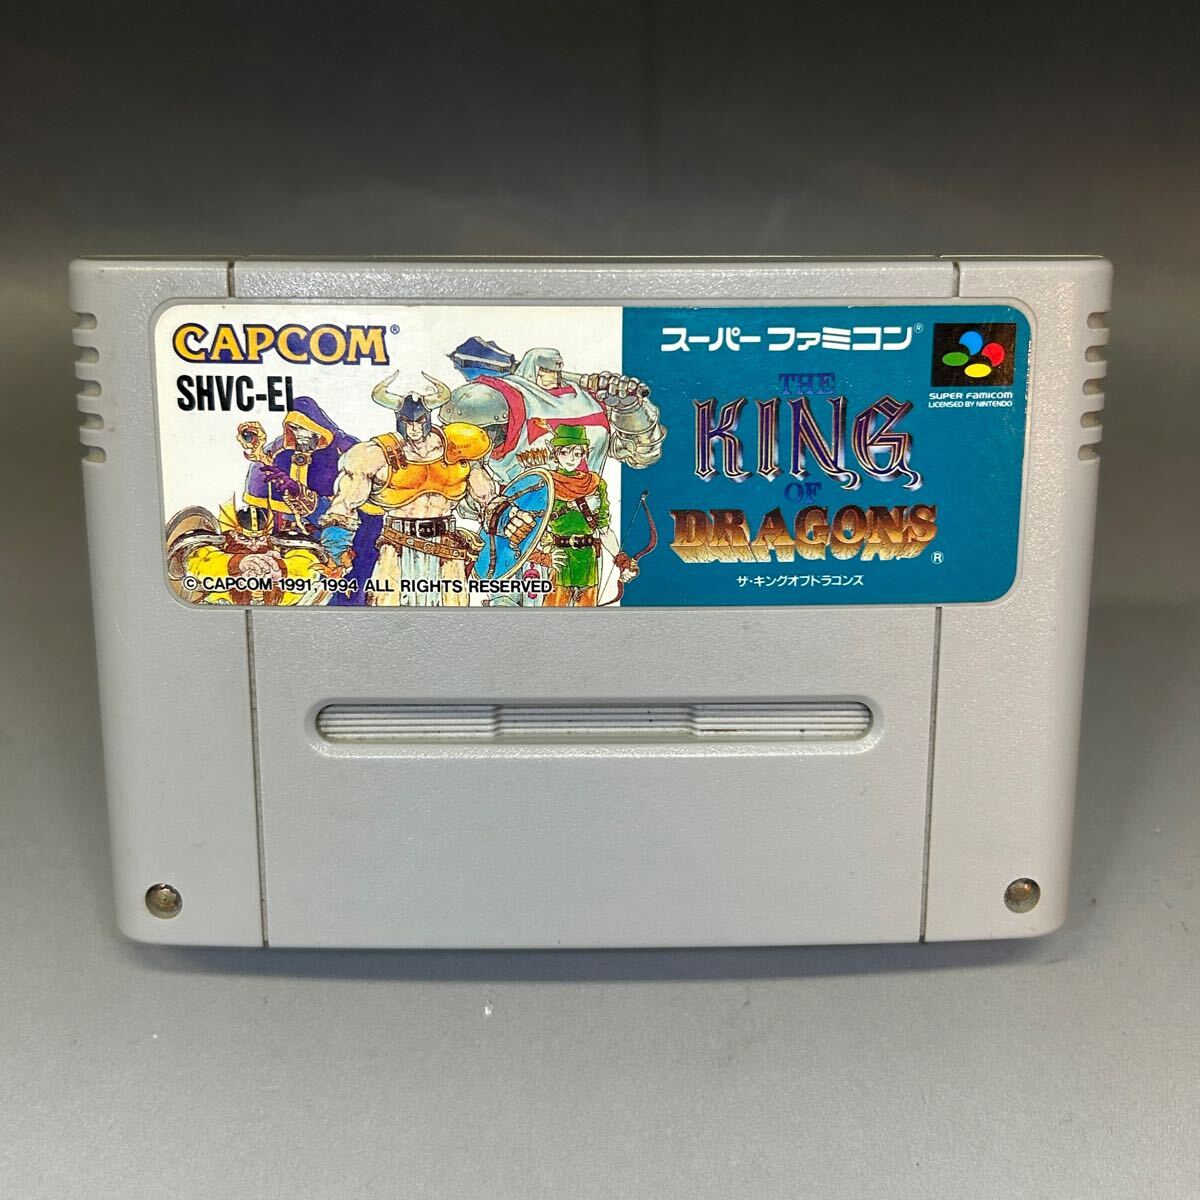 CAPCOM®
SHVC-EI
© CAPCOM 1991, 1994 ALL RIGHTS RESERVED.
スーパーファミコン®
SUPER FAMICOM
LICENSED BY NINTENDO
THE
KING
OF
DRAGONS®
ザ・キングオブドラゴンズ